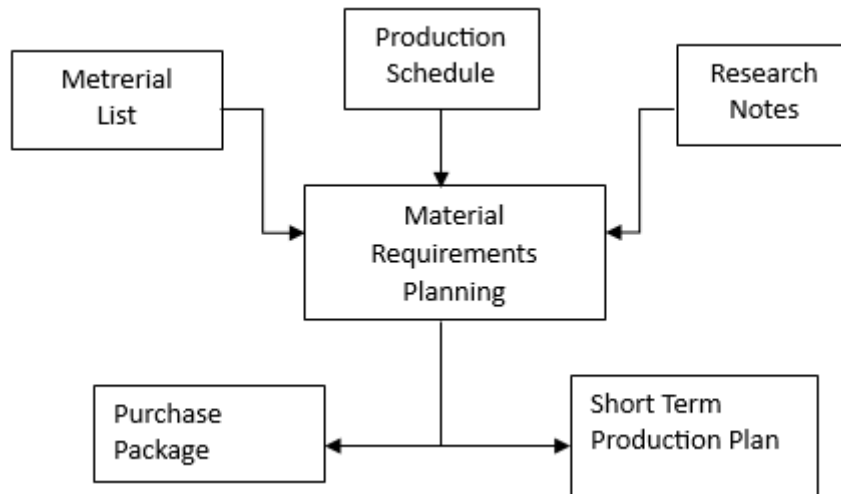 Production
Schedule
Metrerial
List
Research
Notes
Material
Requirements
Planning
Purchase
Package
Short Term
Production Plan